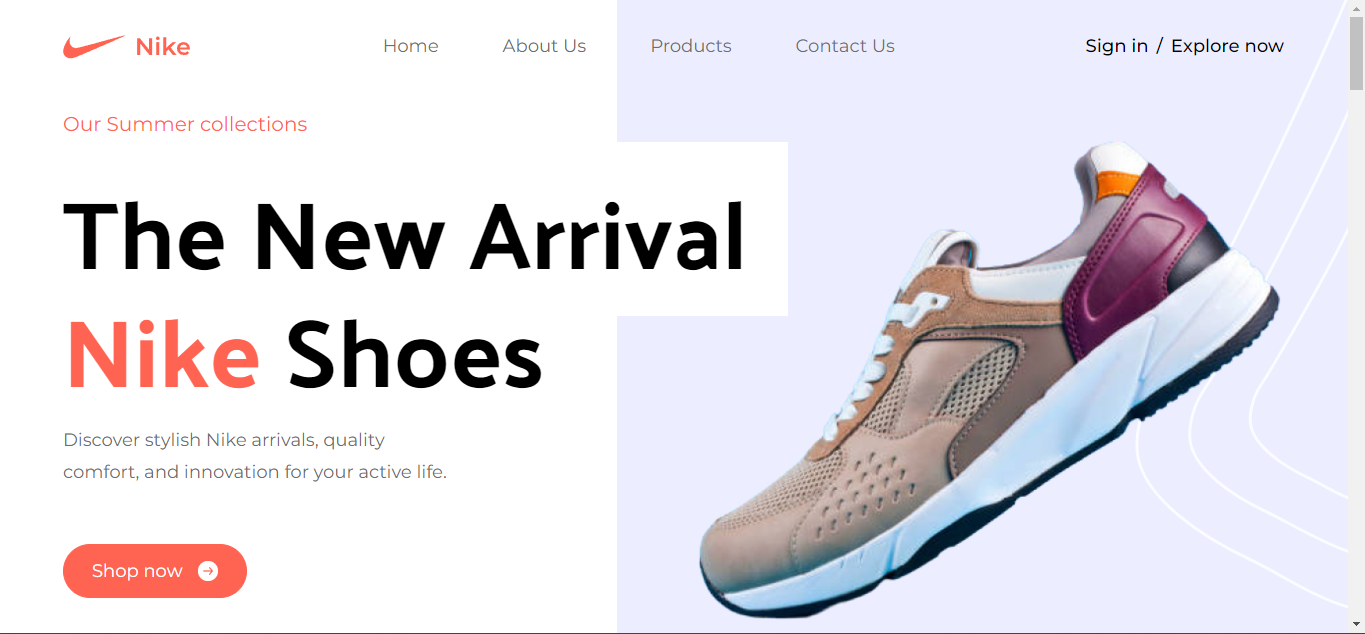 Nike
Home
About Us
Products
Contact Us
Sign in / Explore now
Our Summer collections
The New Arrival
Nike Shoes
Discover stylish Nike arrivals, quality
comfort, and innovation for your active life.
Shop now